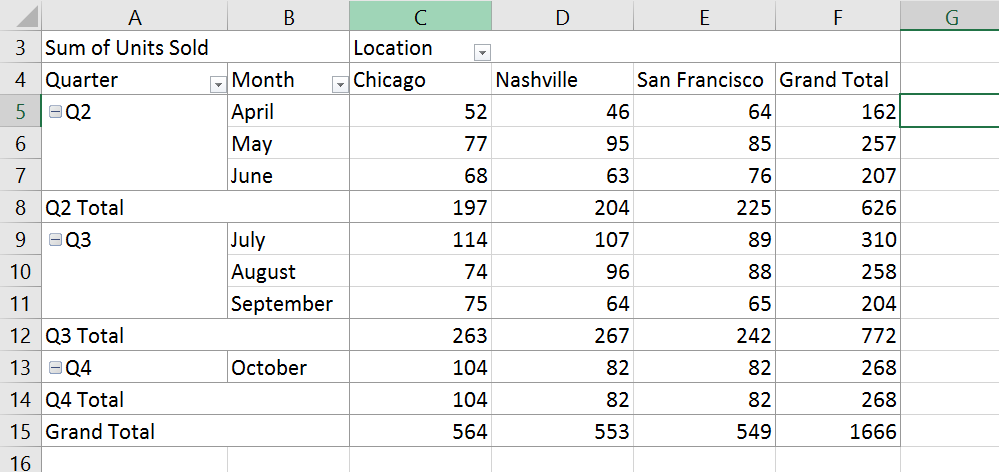 A B C D E F G
3 Sum of Units Sold Location
4 Quarter Month Chicago Nashville San Francisco Grand Total
5 Q2 April 52 46 64 162
6 May 77 95 85 257
7 June 68 63 76 207
8 Q2 Total 197 204 225 626
9 Q3 July 114 107 89 310
10 August 74 96 88 258
11 September 75 64 65 204
12 Q3 Total 263 267 242 772
13 Q4 October 104 82 82 268
14 Q4 Total 104 82 82 268
15 Grand Total 564 553 549 1666
16